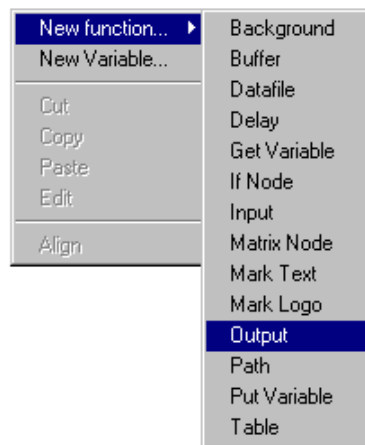 New function...
New Variable...
Cut
Copy
Paste
Edit
Align
Background
Buffer
Datafile
Delay
Get Variable
If Node
Input
Matrix Node
Mark Text
Mark Logo
Output
Path
Put Variable
Table